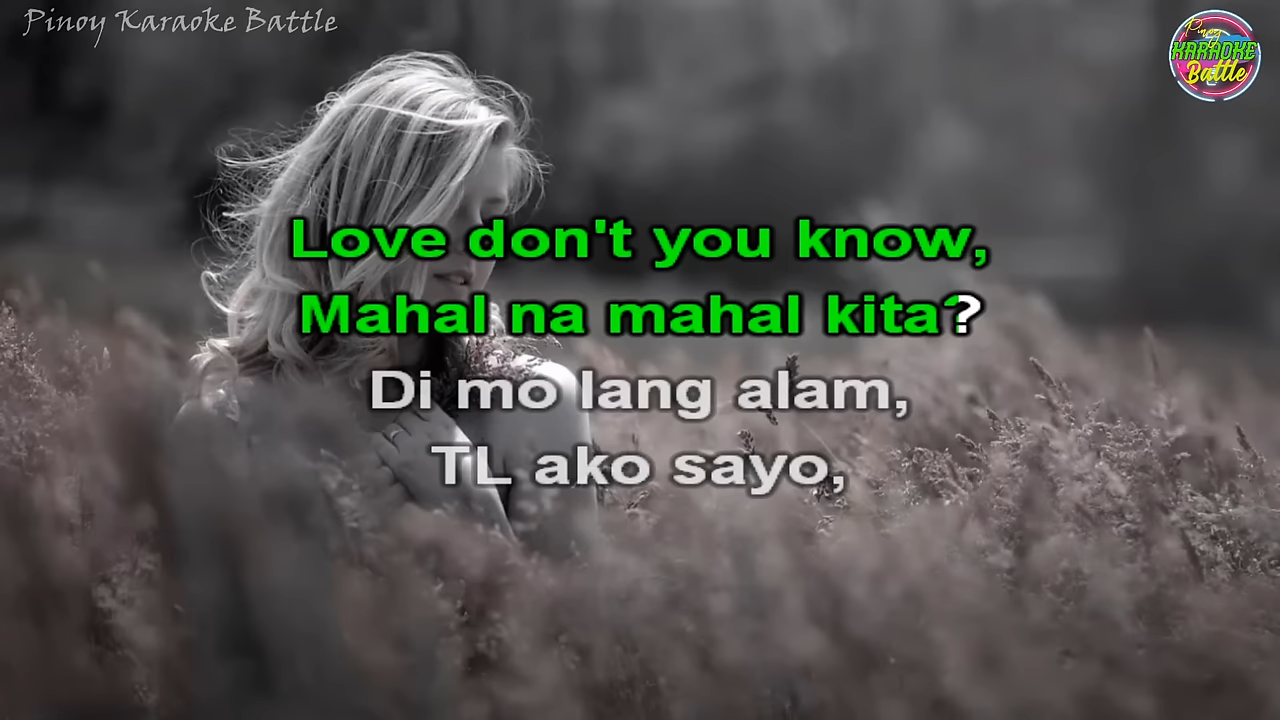 Pinoy Karaoke Battle
Pinoy
KARAOKE
Battle
Love don't you know,
Mahal na mahal kita?
Di mo lang alam,
TL ako sayo,